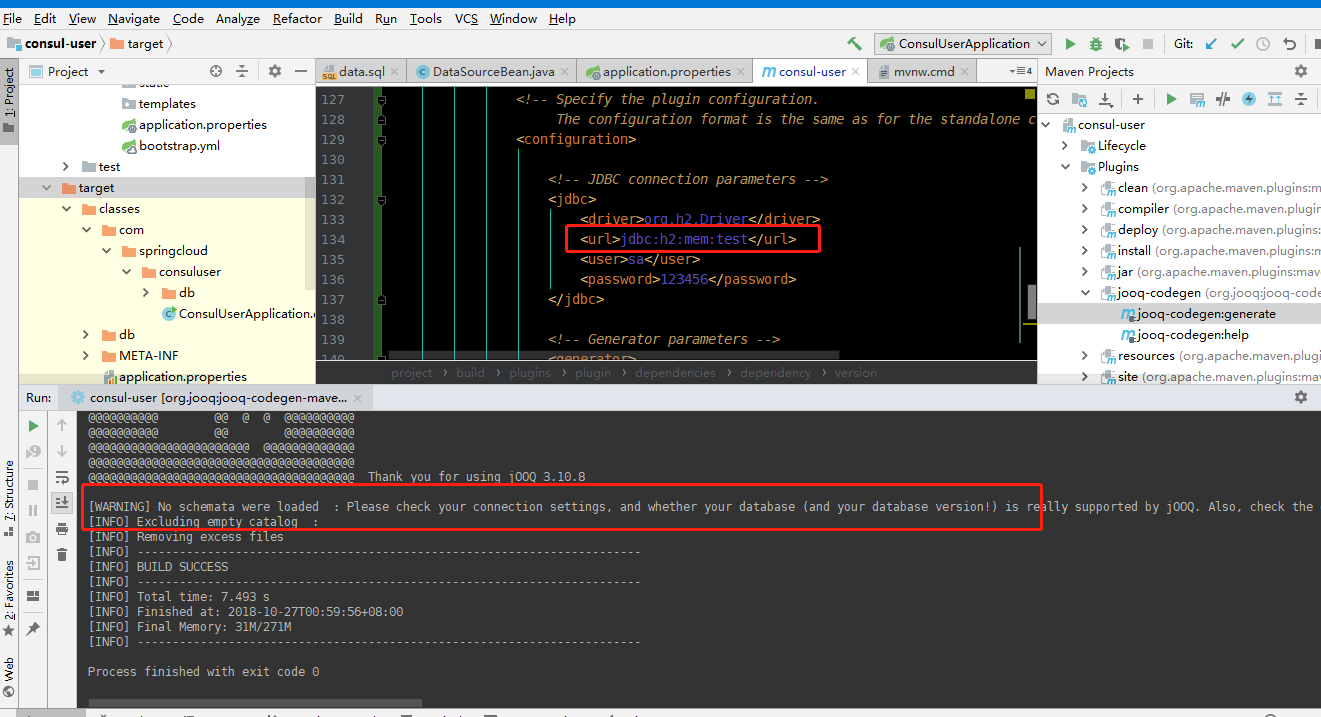 File Edit View Navigate Code Analyze Refactor Build Run Tools VCS Window Help
consul-user target ConsulUserApplication Git:
1: Project
Project
static
templates
application.properties
bootstrap.yml
test
target
classes
com
springcloud
consuluser
db
ConsulUserApplication.c
db
META-INF
application.properties
data.sql DataSourceBean.java application.properties consul-user mvnw.cmd 4
127 <!-- Specify the plugin configuration.
128 The configuration format is the same as for the standalone c
129 <configuration>
130
131 <!-- JDBC connection parameters -->
132 <jdbc>
133 <driver>org.h2.Driver</driver>
134 <url>jdbc:h2:mem:test</url>
135 <user>sa</user>
136 <password>123456</password>
137 </jdbc>
138
139 <!-- Generator parameters -->
140 <generator>
project › build › plugins › plugin › dependencies › dependency › version
Maven Projects
consul-user
Lifecycle
Plugins
clean (org.apache.maven.plugins:m
compiler (org.apache.maven.plugins
deploy (org.apache.maven.plugins:m
install (org.apache.maven.plugins:m
jar (org.apache.maven.plugins:mav
jooq-codegen (org.jooq:jooq-code
jooq-codegen:generate
jooq-codegen:help
resources (org.apache.maven.plugi
site (org.apache.maven.plugins:mav
Run: consul-user [org.jooq:jooq-codegen-mave...
7: Structure
2: Favorites
Web
@@@@@@@@@@ @@ @ @ @@@@@@@@@@
@@@@@@@@@@ @@ @@@@@@@@@@
@@@@@@@@@@@@@@@@@@@@@@@ @@@@@@@@@@@@@
@@@@@@@@@@@@@@@@@@@@@@@@@@@@@@@@@@@@@@
@@@@@@@@@@@@@@@@@@@@@@@@@@@@@@@@@@@@@@ Thank you for using jOOQ 3.10.8
[WARNING] No schemata were loaded : Please check your connection settings, and whether your database (and your database version!) is really supported by jOOQ. Also, check the
[INFO] Excluding empty catalog :
[INFO] Removing excess files
[INFO] ------------------------------------------------------------------------
[INFO] BUILD SUCCESS
[INFO] ------------------------------------------------------------------------
[INFO] Total time: 7.493 s
[INFO] Finished at: 2018-10-27T00:59:56+08:00
[INFO] Final Memory: 31M/271M
[INFO] ------------------------------------------------------------------------
Process finished with exit code 0